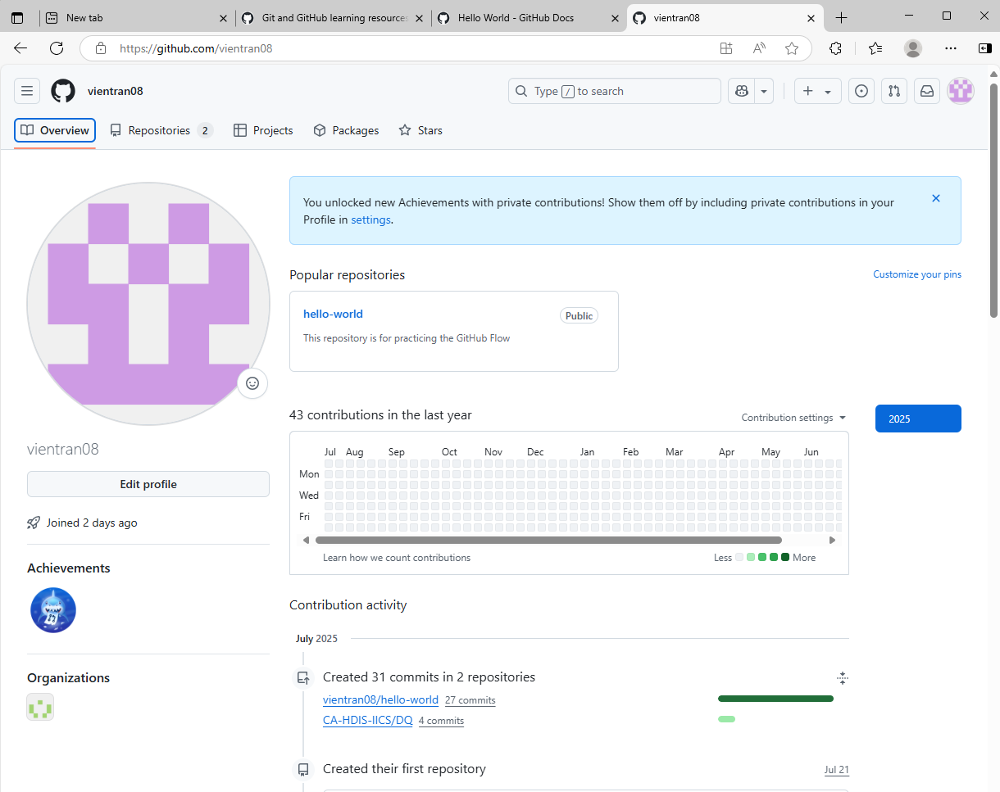 New tab
Git and GitHub learning resources
Hello World - GitHub Docs
vientran08
https://github.com/vientran08
vientran08
Type / to search
Overview
Repositories 2
Projects
Packages
Stars
You unlocked new Achievements with private contributions! Show them off by including private contributions in your
Profile in settings.
Popular repositories
Customize your pins
hello-world
Public
This repository is for practicing the GitHub Flow
43 contributions in the last year
Contribution settings
2025
Jul Aug Sep Oct Nov Dec Jan Feb Mar Apr May Jun
Mon
Wed
Fri
Learn how we count contributions
Less
More
vientran08
Edit profile
Joined 2 days ago
Achievements
Organizations
Contribution activity
July 2025
Created 31 commits in 2 repositories
vientran08/hello-world 27 commits
CA-HDIS-IICS/DQ 4 commits
Created their first repository
Jul 21